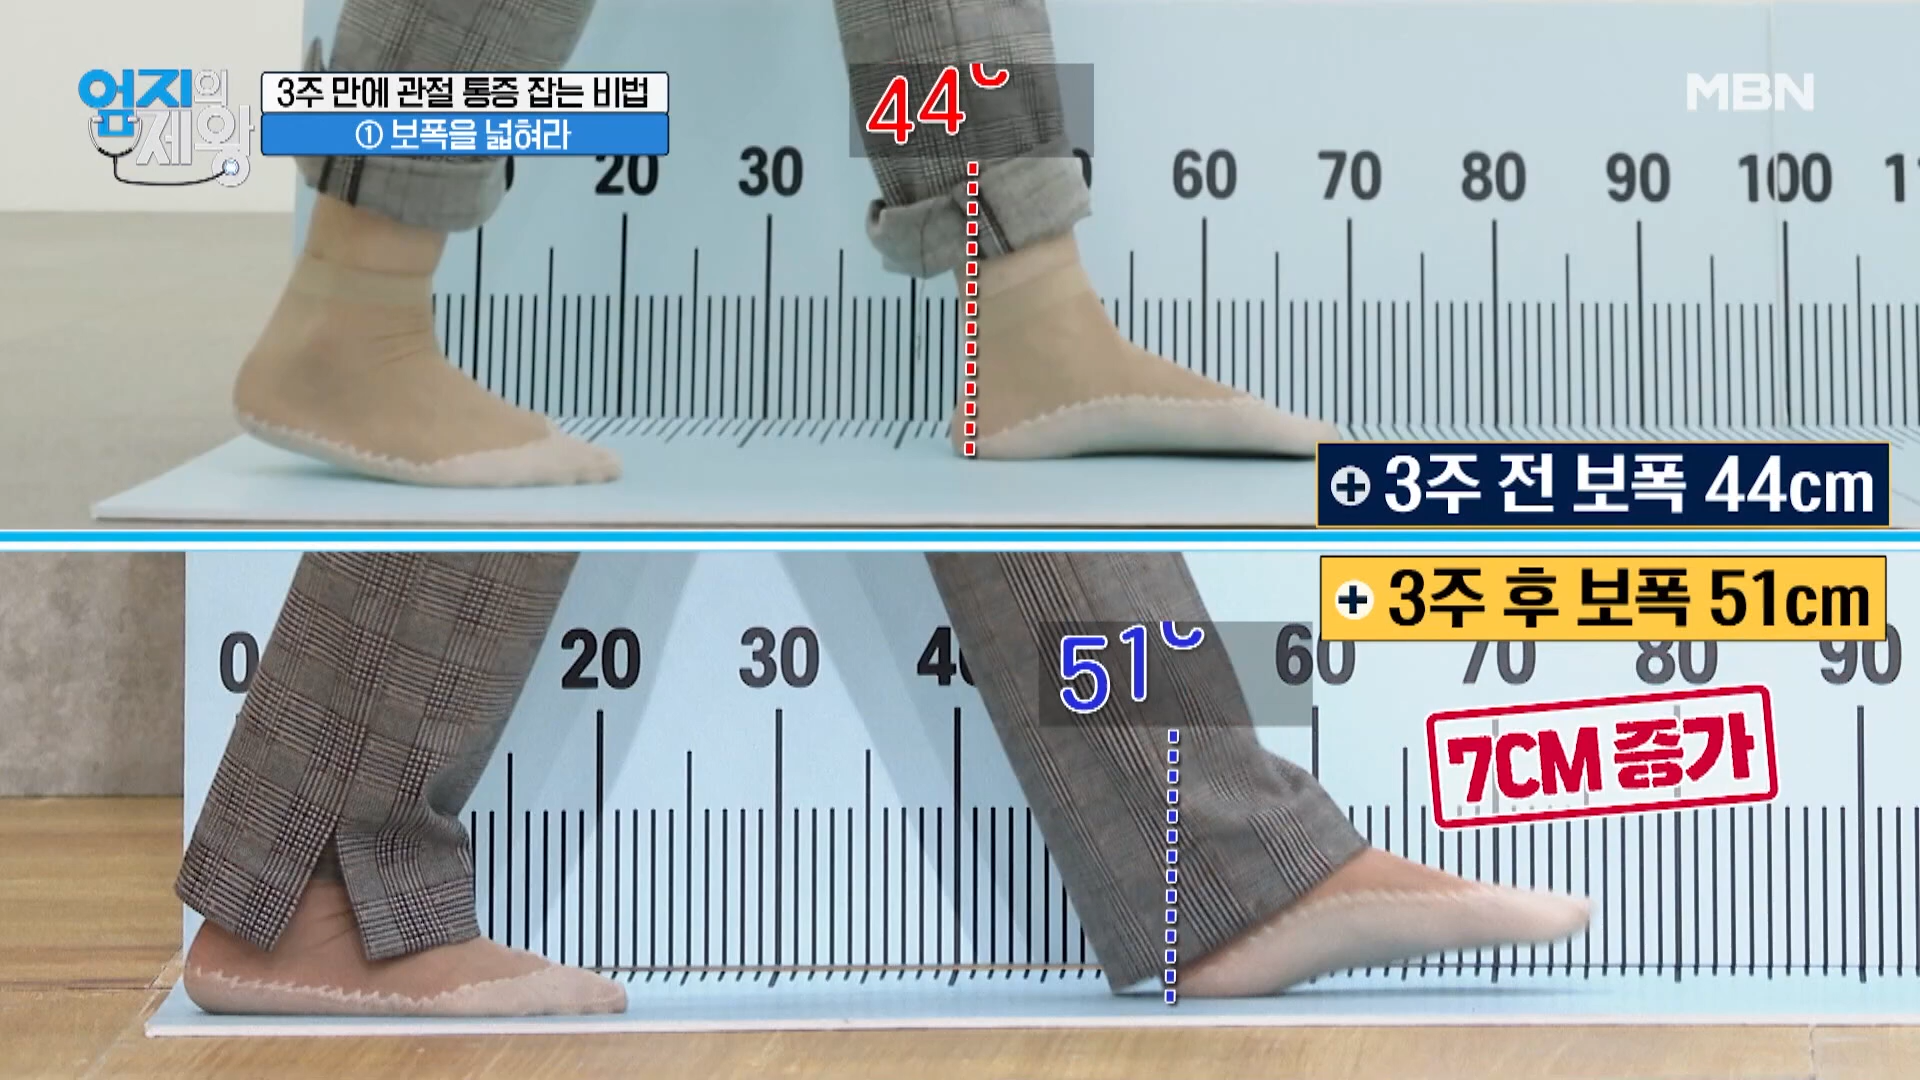 엄지의
제왕
3주 만에 관절 통증 잡는 비법
① 보폭을 넓혀라
MBN
44
20 30 60 70 80 90 100
3주 전 보폭 44cm
3주 후 보폭 51cm
51
0 20 30 40 60 70 80 90
7CM 증가